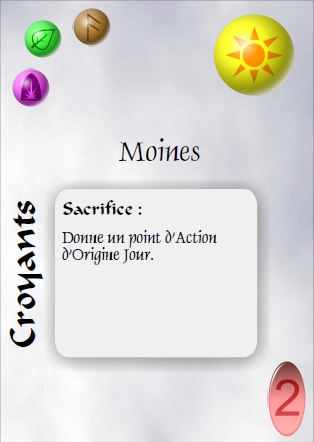 Moines
Croyants
Sacrifice :
Donne un point d'Action
d'Origine Jour.
2